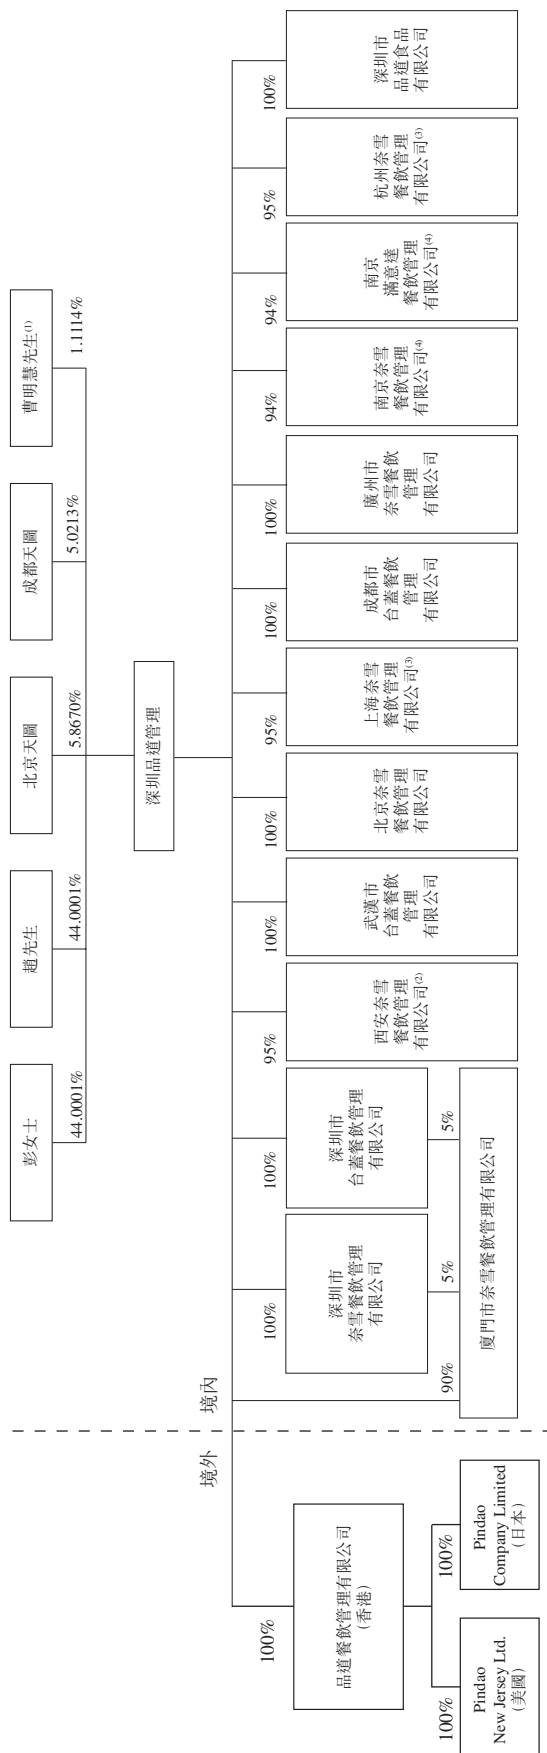 彭女士
趙先生
北京天圖
成都天圖
曹明慧先生(1)
44.0001%
44.0001%
5.8670%
5.0213%
1.1114%
深圳品道管理
境外
境內
100%
品道餐飲管理有限公司
(香港)
100%
Pindao
New Jersey Ltd.
(美國)
100%
Pindao
Company Limited
(日本)
100%
深圳市
奈雪餐飲管理
有限公司
100%
深圳市
台蓋餐飲管理
有限公司
90%
5%
5%
廈門市奈雪餐飲管理有限公司
95%
西安奈雪
餐飲管理
有限公司(2)
100%
武漢市
台蓋餐飲
管理
有限公司
100%
北京奈雪
餐飲管理
有限公司
95%
上海奈雪
餐飲管理
有限公司(3)
100%
成都市
台蓋餐飲
管理
有限公司
100%
廣州市
奈雪餐飲
管理
有限公司
94%
南京奈雪
餐飲管理
有限公司(4)
94%
南京
滿意達
餐飲管理
有限公司(4)
95%
杭州奈雪
餐飲管理
有限公司(3)
100%
深圳市
品道食品
有限公司